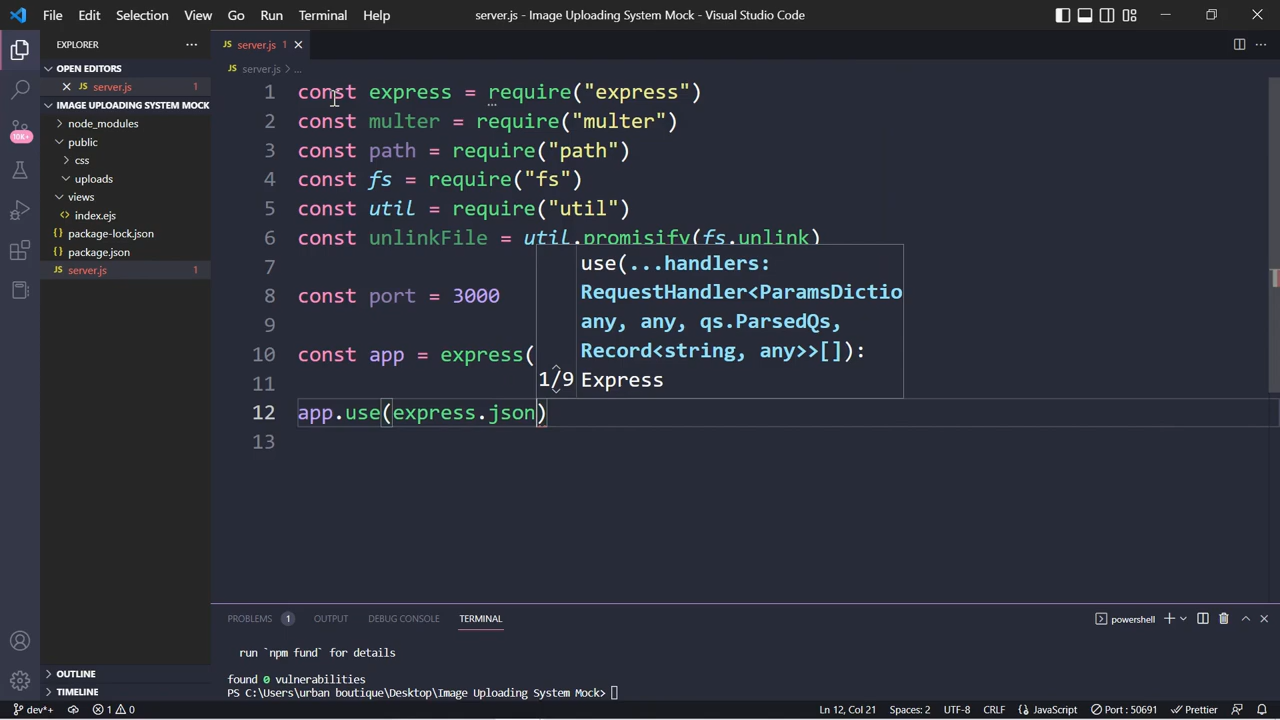 File Edit Selection View Go Run Terminal Help server.js - Image Uploading System Mock - Visual Studio Code
EXPLORER
OPEN EDITORS
server.js 1
IMAGE UPLOADING SYSTEM MOCK
node_modules
public
css
uploads
views
index.ejs
package-lock.json
package.json
server.js 1
OUTLINE
TIMELINE
10K+
server.js 1
server.js > ...
1 const express = require("express")
2 const multer = require("multer")
3 const path = require("path")
4 const fs = require("fs")
5 const util = require("util")
6 const unlinkFile = util.promisify(fs.unlink)
7
8 const port = 3000
9
10 const app = express(
11
12 app.use(express.json)
13
use(...handlers:
RequestHandler<ParamsDictio
any, any, qs.ParsedQs,
Record<string, any>>[]):
1/9 Express
PROBLEMS 1 OUTPUT DEBUG CONSOLE TERMINAL powershell
run `npm fund` for details
found 0 vulnerabilities
PS C:\Users\urban boutique\Desktop\Image Uploading System Mock>
dev*+ 1 0 Ln 12, Col 21 Spaces: 2 UTF-8 CRLF JavaScript Port : 50691 Prettier